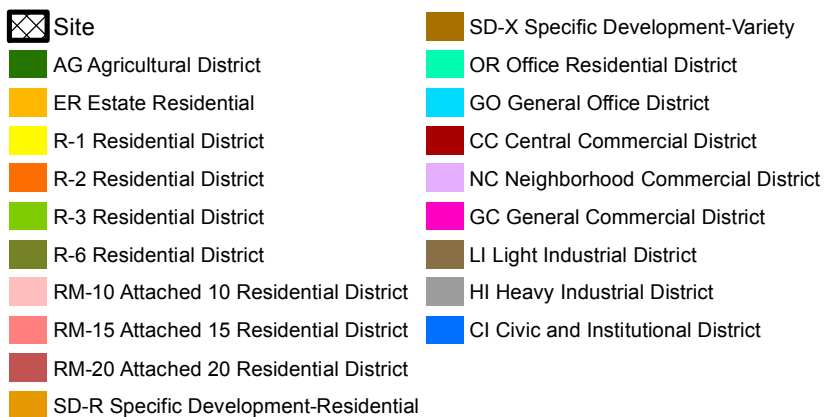 Site
AG Agricultural District
ER Estate Residential
R-1 Residential District
R-2 Residential District
R-3 Residential District
R-6 Residential District
RM-10 Attached 10 Residential District
RM-15 Attached 15 Residential District
RM-20 Attached 20 Residential District
SD-R Specific Development-Residential
SD-X Specific Development-Variety
OR Office Residential District
GO General Office District
CC Central Commercial District
NC Neighborhood Commercial District
GC General Commercial District
LI Light Industrial District
HI Heavy Industrial District
CI Civic and Institutional District